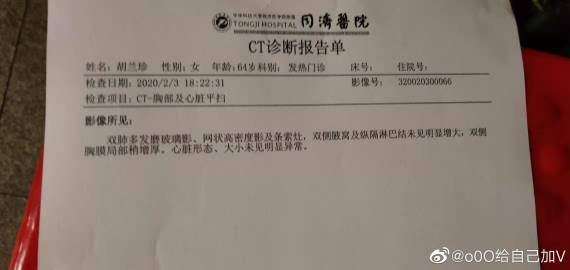 华中科技大学同济医学院附属
TONGJI HOSPITAL 同濟醫院
CT诊断报告单
姓名：胡兰珍 性别：女 年龄：64岁 科别：发热门诊 床号： 住院号：
检查日期：2020/2/3 18:22:31 影像号：320020300066
检查项目：CT-胸部及心脏平扫
影像所见：
双肺多发磨玻璃影、网状高密度影及条索灶，双侧腋窝及纵隔淋巴结未见明显增大，双侧
胸膜局部稍增厚。心脏形态、大小未见明显异常。
@oOO给自己加V